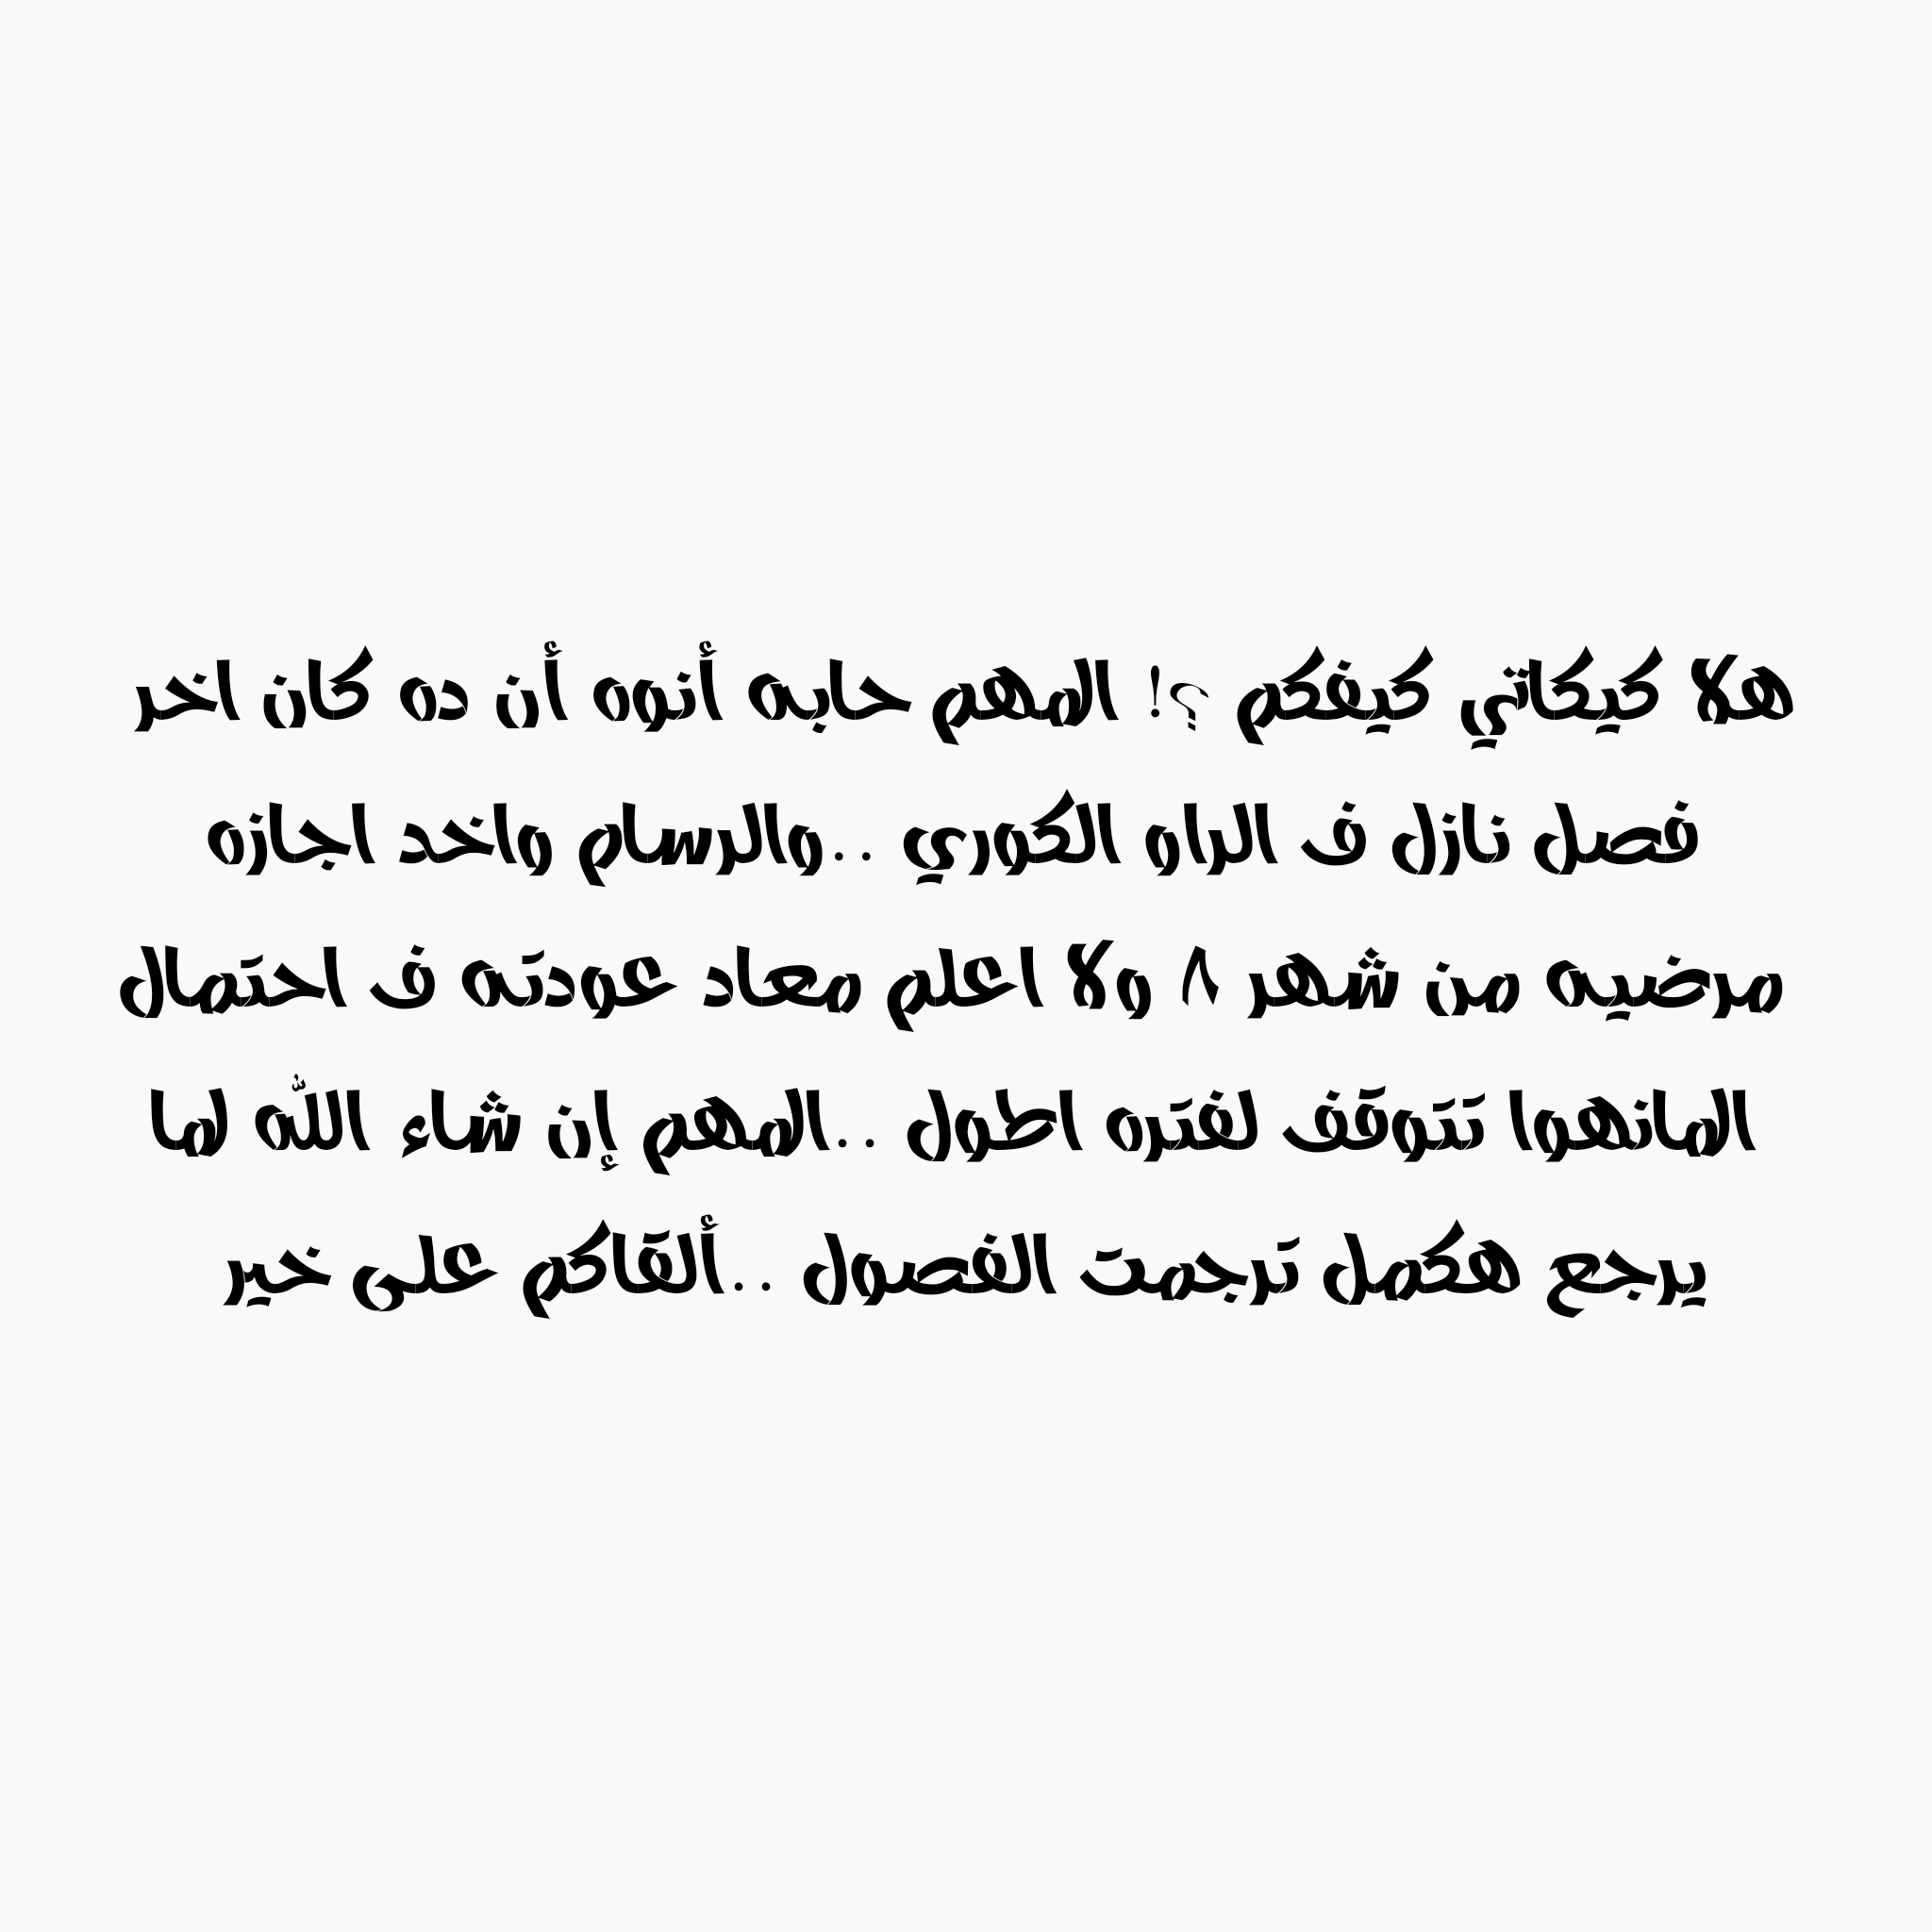 هلا كيكاتي كيفكم ؟! المهم حابه أنوه أن ده كان اخر
فصل نازل ف الراو الكوري ..والرسام واخد اجازه
مرضيه من شهر ٨ ولا اعلم معاد عودته ف احتمال
المانهوا تتوقف لفتره اطول ..المهم إن شاء الله لما
يرجع هكمل ترجمت الفصول ..ألقاكم على خير